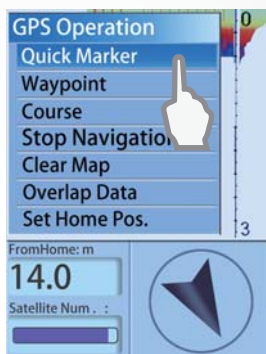 GPS Operation
0
Quick Marker
Waypoint
Course
Stop Navigation
Clear Map
Overlap Data
Set Home Pos.
3
FromHome: m
14.0
Satellite Num . :